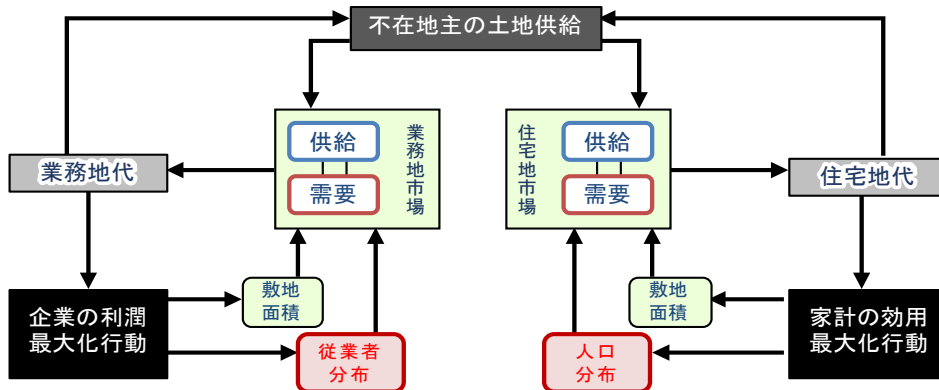 不在地主の土地供給
供給
需要
業務地市場
住宅地市場
供給
需要
業務地代
住宅地代
敷地
面積
敷地
面積
企業の利潤
最大化行動
家計の効用
最大化行動
従業者
分布
人口
分布